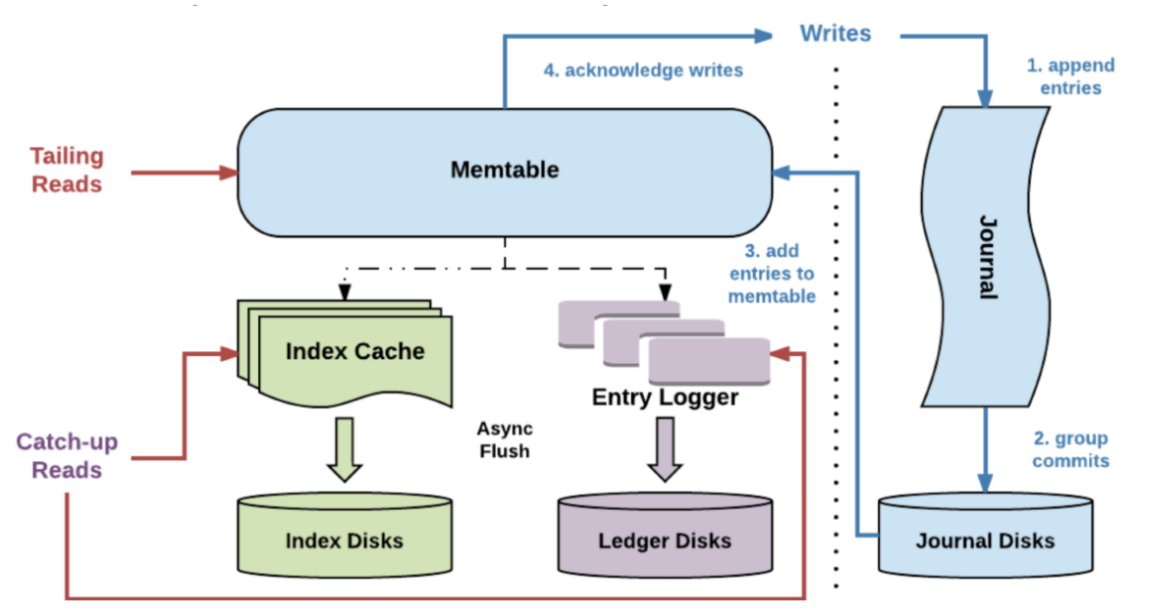 Writes
4. acknowledge writes
1. append
entries
Tailing
Reads
Memtable
Journal
3. add
entries to
memtable
Index Cache
Entry Logger
Async
Flush
Catch-up
Reads
2. group
commits
Index Disks
Ledger Disks
Journal Disks